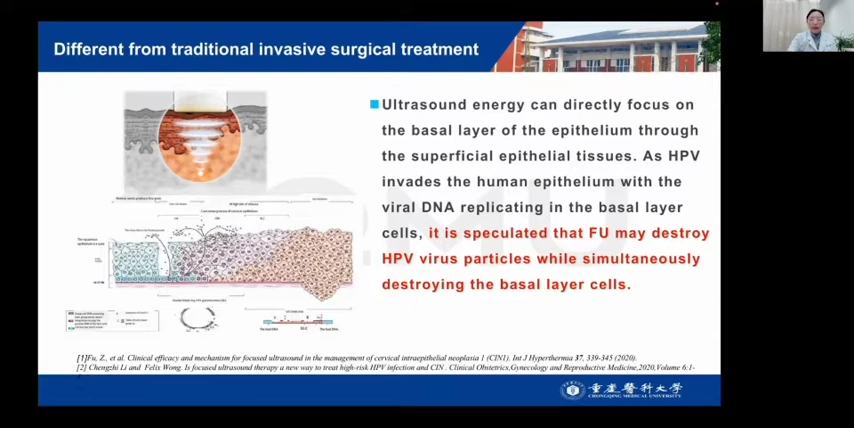 Different from traditional invasive surgical treatment
Ultrasound energy can directly focus on
the basal layer of the epithelium through
the superficial epithelial tissues. As HPV
invades the human epithelium with the
viral DNA replicating in the basal layer
cells, it is speculated that FU may destroy
HPV virus particles while simultaneously
destroying the basal layer cells.
[1]Fu, Z., et al. Clinical efficacy and mechanism for focused ultrasound in the management of cervical intraepithelial neoplasia 1 (CIN1). Int J Hyperthermia 37, 339-345 (2020).
[2] Chengzhi Li and Felix Wong. Is focused ultrasound therapy a new way to treat high-risk HPV infection and CIN. Clinical Obstetrics,Gynecology and Reproductive Medicine,2020,Volume 6:1-
重慶醫科大学
CHONGQING MEDICAL UNIVERSITY